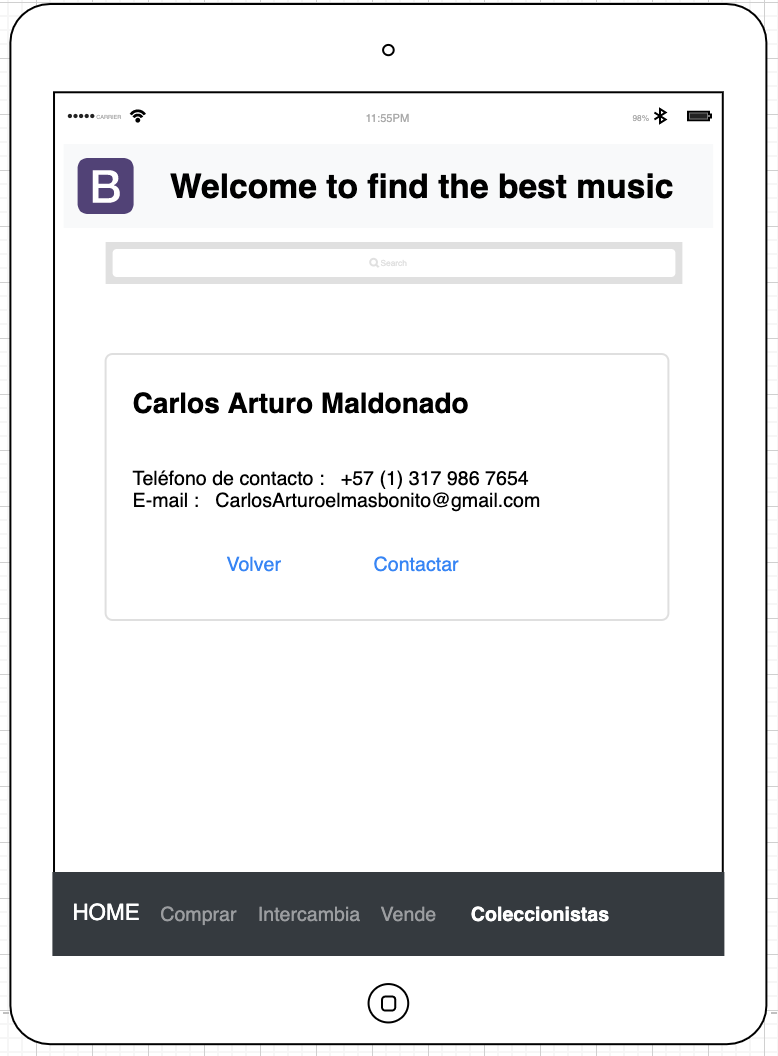 CARRIER 11:55PM 98%
B Welcome to find the best music
Search
Carlos Arturo Maldonado
Teléfono de contacto : +57 (1) 317 986 7654
E-mail : CarlosArturoelmasbonito@gmail.com
Volver Contactar
HOME Comprar Intercambia Vende Coleccionistas